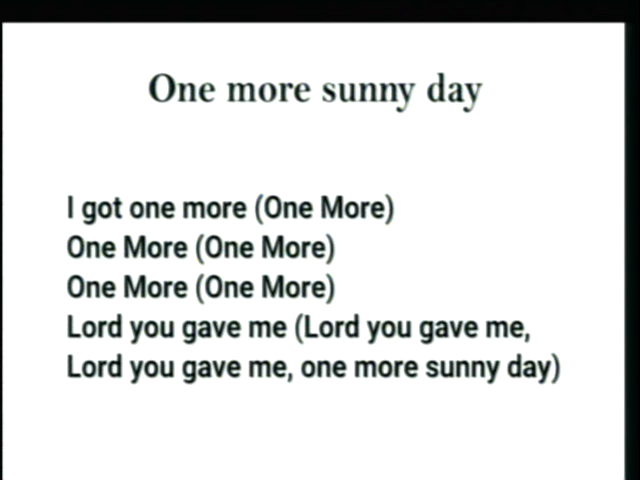 One more sunny day
I got one more (One More)
One More (One More)
One More (One More)
Lord you gave me (Lord you gave me,
Lord you gave me, one more sunny day)